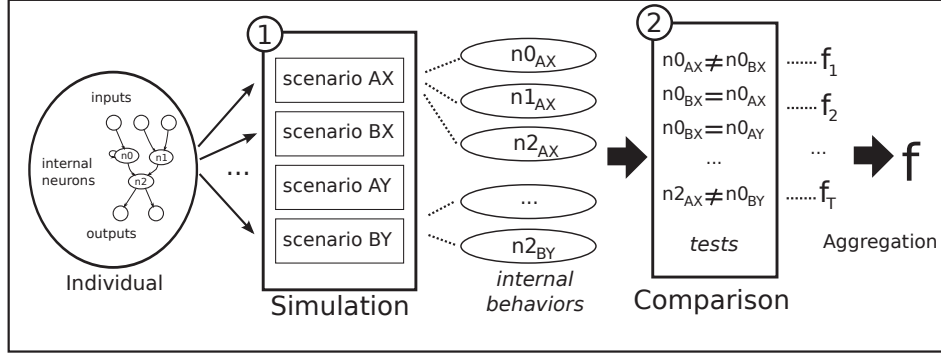 inputs
n0
n1
internal
neurons
n2
outputs
Individual
1
...
scenario AX
scenario BX
scenario AY
scenario BY
Simulation
n0AX
n1AX
n2AX
...
n2BY
internal
behaviors
2
n0AX≠n0BX ...... f1
n0BX=n0AX ...... f2
n0BX=n0AY
... ...
n2AX≠n0BY ...... fT
tests
Comparison
f
Aggregation